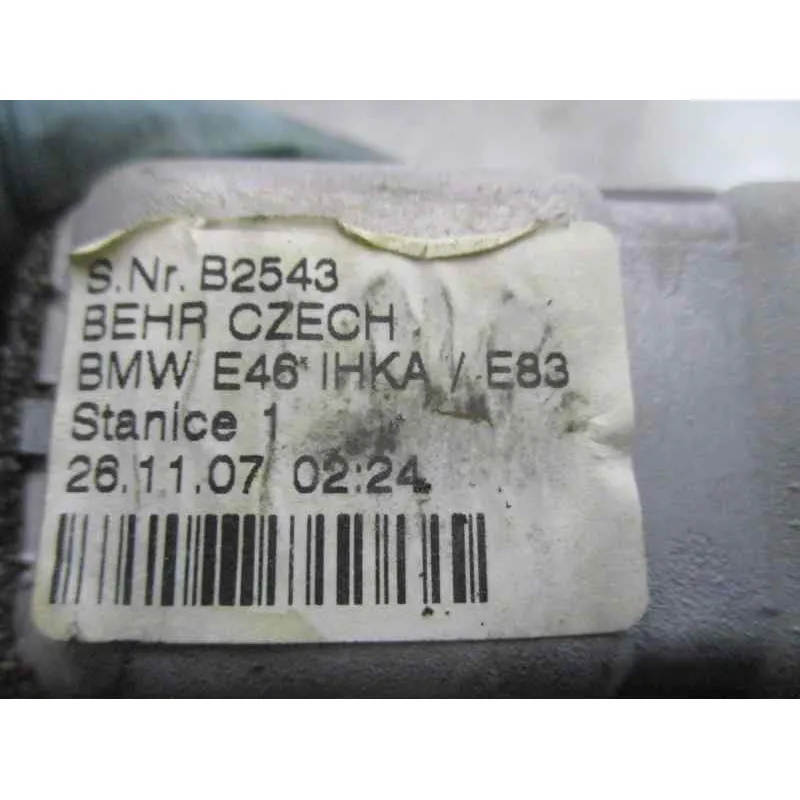 S.Nr. B2543
BEHR CZECH
BMW E46 IHKA / E83
Stanice 1
26.11.07 02:24